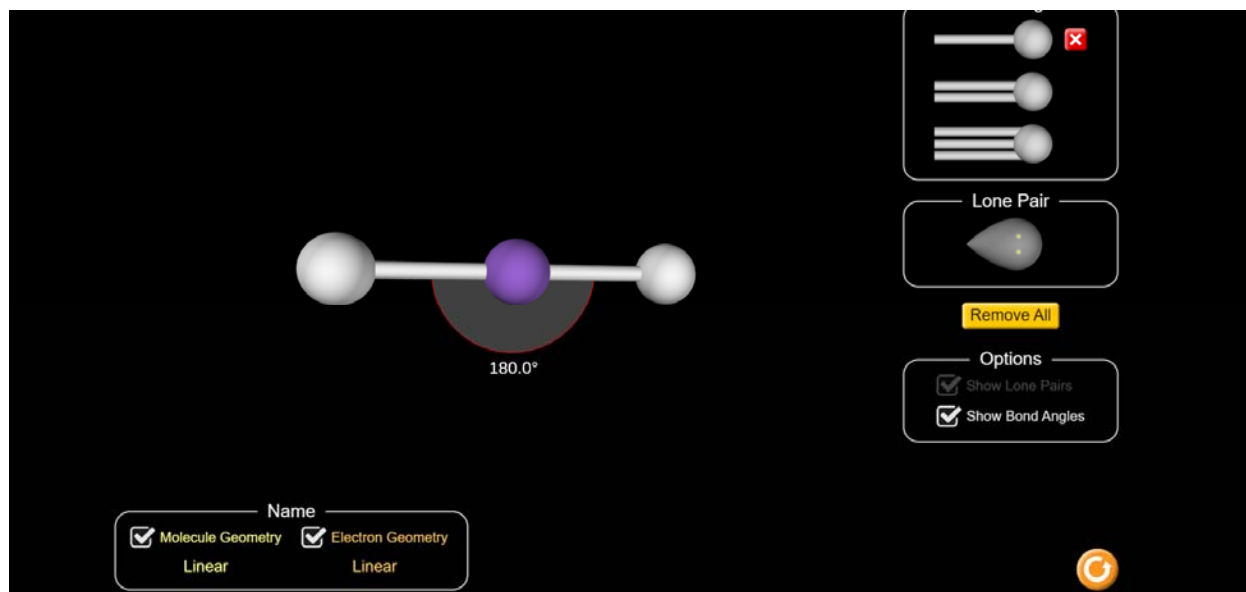 Lone Pair
Remove All
Options
Show Lone Pairs
Show Bond Angles
180.0°
Name
Molecule Geometry
Electron Geometry
Linear
Linear